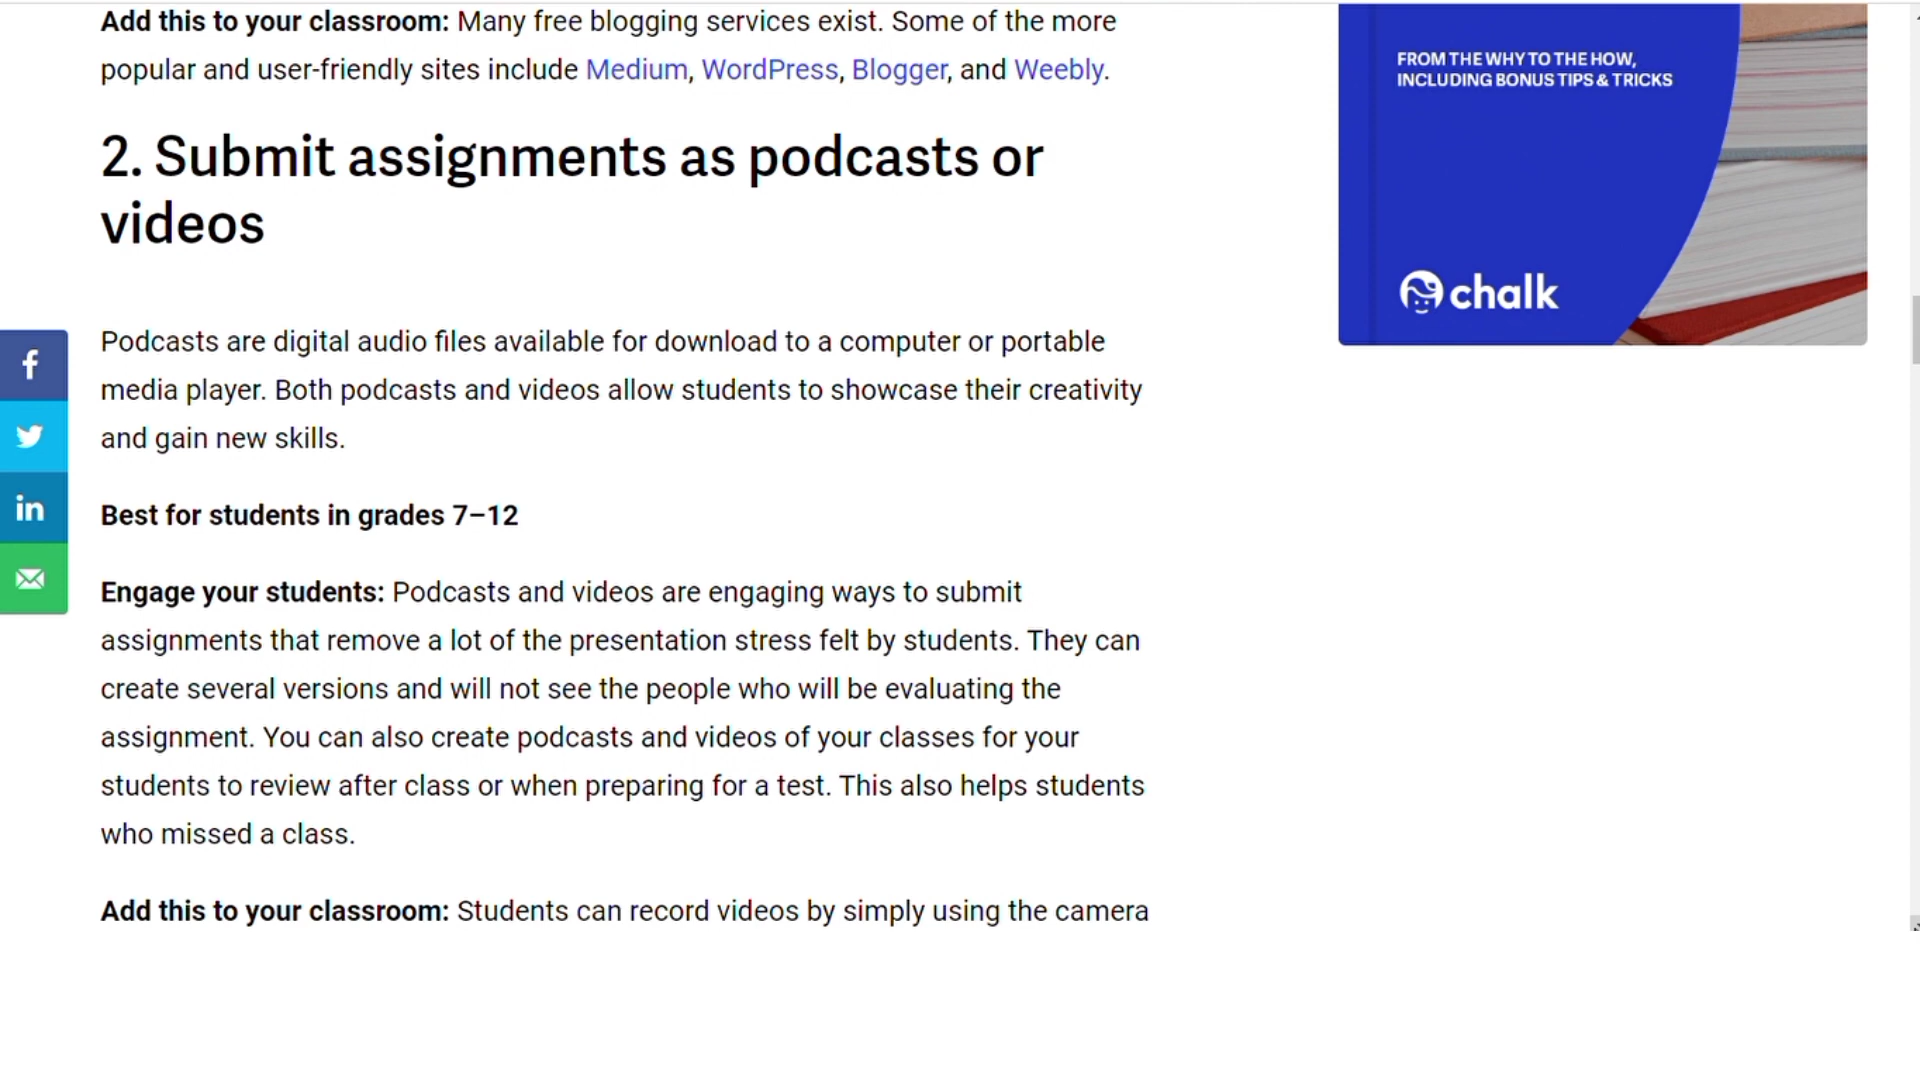 Add this to your classroom: Many free blogging services exist. Some of the more
popular and user-friendly sites include Medium, WordPress, Blogger, and Weebly.
2. Submit assignments as podcasts or
videos
Podcasts are digital audio files available for download to a computer or portable
media player. Both podcasts and videos allow students to showcase their creativity
and gain new skills.
Best for students in grades 7–12
Engage your students: Podcasts and videos are engaging ways to submit
assignments that remove a lot of the presentation stress felt by students. They can
create several versions and will not see the people who will be evaluating the
assignment. You can also create podcasts and videos of your classes for your
students to review after class or when preparing for a test. This also helps students
who missed a class.
Add this to your classroom: Students can record videos by simply using the camera
FROM THE WHY TO THE HOW,
INCLUDING BONUS TIPS & TRICKS
chalk
f
in